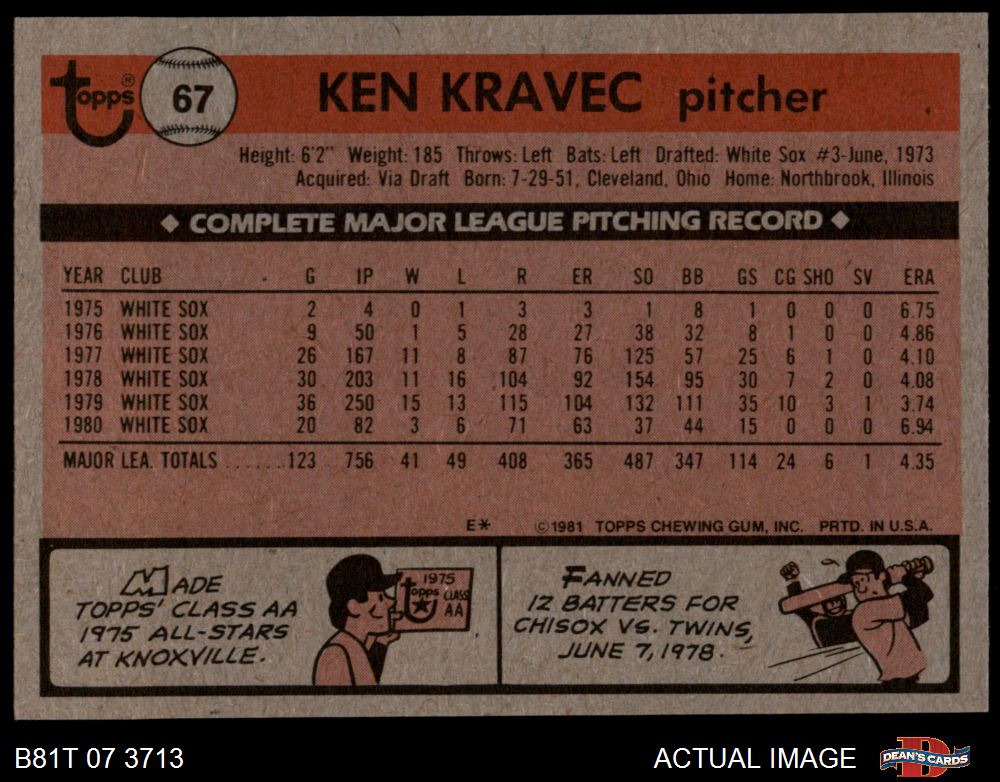 Topps® 67 KEN KRAVEC pitcher
Height: 6'2" Weight: 185 Throws: Left Bats: Left Drafted: White Sox #3-June, 1973
Acquired: Via Draft Born: 7-29-51, Cleveland, Ohio Home: Northbrook, Illinois
◆ COMPLETE MAJOR LEAGUE PITCHING RECORD ◆
YEAR CLUB G IP W L R ER SO BB GS CG SHO SV ERA
1975 WHITE SOX 2 4 0 1 3 3 1 8 1 0 0 0 6.75
1976 WHITE SOX 9 50 1 5 28 27 38 32 8 1 0 0 4.86
1977 WHITE SOX 26 167 11 8 87 76 125 57 25 6 1 0 4.10
1978 WHITE SOX 30 203 11 16 104 92 154 95 30 7 2 0 4.08
1979 WHITE SOX 36 250 15 13 115 104 132 111 35 10 3 1 3.74
1980 WHITE SOX 20 82 3 6 71 63 37 44 15 0 0 0 6.94
MAJOR LEA. TOTALS ......123 756 41 49 408 365 487 347 114 24 6 1 4.35
E* ©1981 TOPPS CHEWING GUM, INC. PRTD. IN U.S.A.
MADE
TOPPS' CLASS AA
1975 ALL-STARS
AT KNOXVILLE.
1975
Topps CLASS
AA
FANNED
12 BATTERS FOR
CHISOX VS. TWINS,
JUNE 7, 1978.
B81T 07 3713 ACTUAL IMAGE DEAN'S CARDS